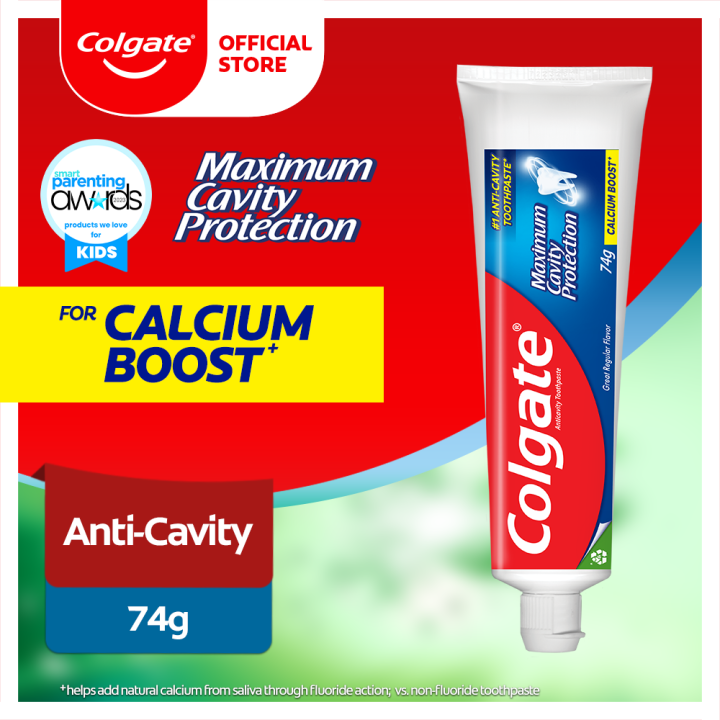 Colgate®
OFFICIAL
STORE
smart
parenting
awards
2023
products we love
for
KIDS
Maximum
Cavity
Protection
FOR CALCIUM
BOOST+
Anti-Cavity
74g
#1 ANTI-CAVITY
TOOTHPASTE*
Maximum
Cavity
Protection
CALCIUM BOOST+
74g
Great Regular Flavor
Colgate®
Anticavity Toothpaste
+helps add natural calcium from saliva through fluoride action; vs. non-fluoride toothpaste